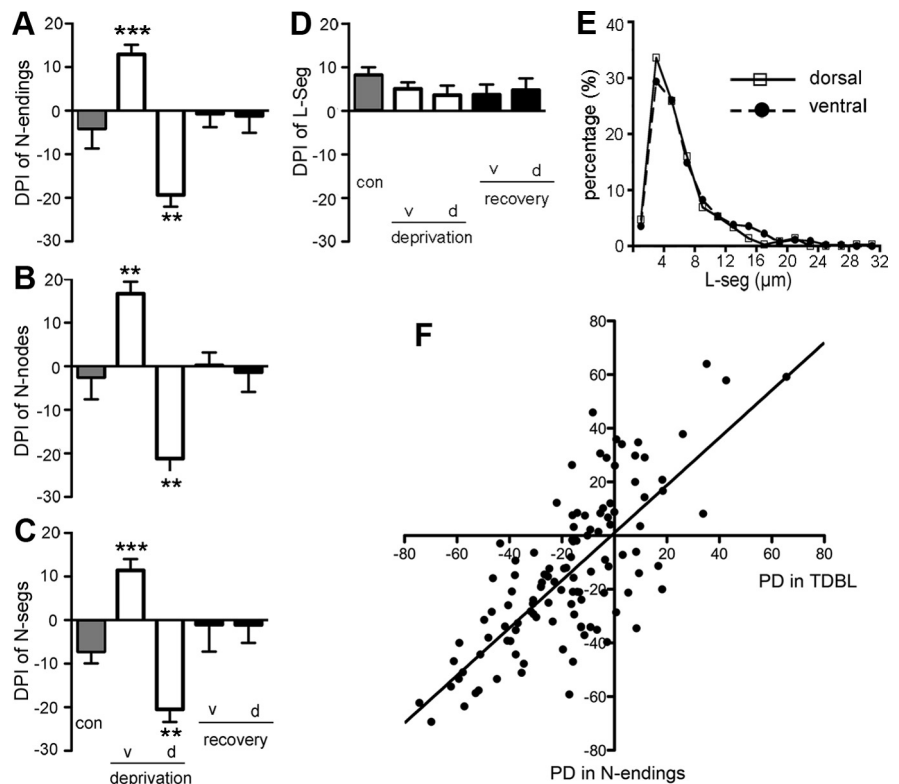 A
DPI of N-endings
20
10
0
-10
-20
-30
***
**
B
DPI of N-nodes
20
10
0
-10
-20
-30
**
**
C
DPI of N-segs
20
10
0
-10
-20
-30
***
**
con
v d
deprivation
v d
recovery
D
DPI of L-Seg
20
10
0
-10
-20
-30
con
v d
deprivation
v d
recovery
E
percentage (%)
40
30
20
10
0
dorsal
ventral
4 8 12 16 20 24 28 32
L-seg (µm)
F
80
60
40
20
-80 -60 -40 -20 0 20 40 60 80
PD in TDBL
-20
-40
-60
-80
PD in N-endings